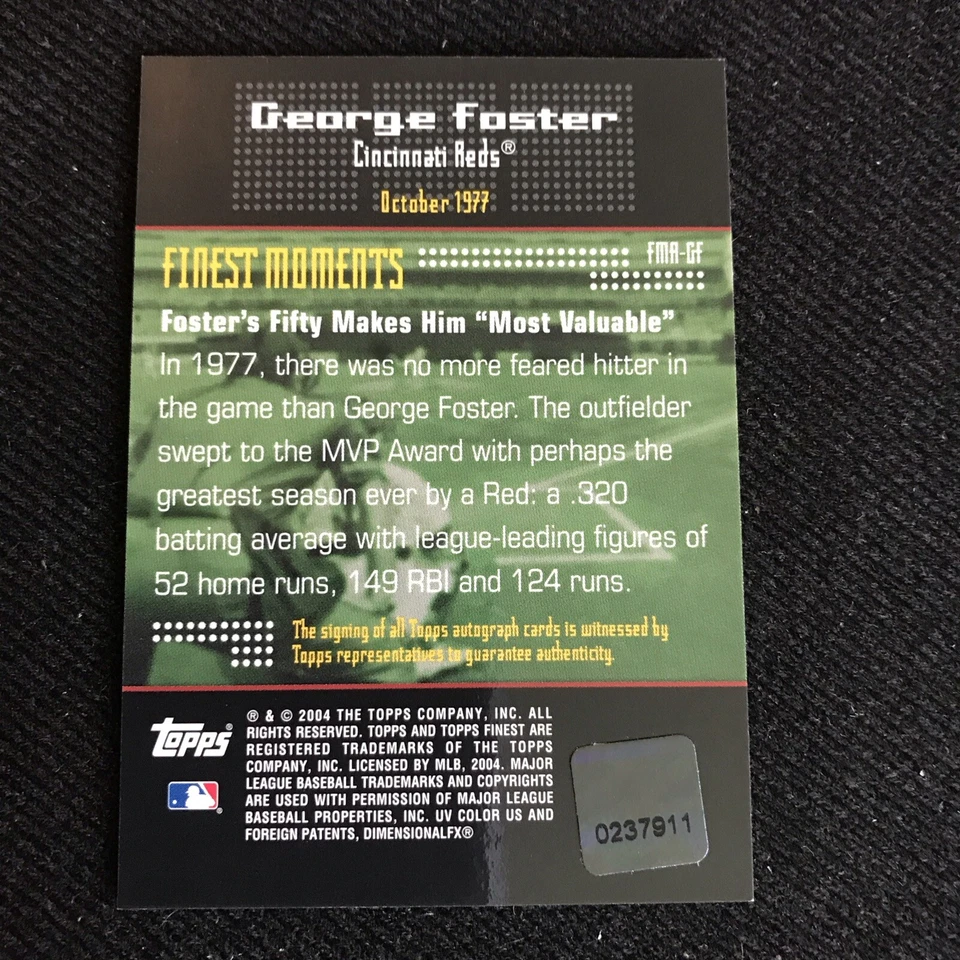 George Foster
Cincinnati Reds®
October 1977
FINEST MOMENTS
FMA-GF
Foster's Fifty Makes Him "Most Valuable"
In 1977, there was no more feared hitter in
the game than George Foster. The outfielder
swept to the MVP Award with perhaps the
greatest season ever by a Red: a .320
batting average with league-leading figures of
52 home runs, 149 RBI and 124 runs.
The signing of all Topps autograph cards is witnessed by
Topps representatives to guarantee authenticity.
Topps®
® & © 2004 THE TOPPS COMPANY, INC. ALL
RIGHTS RESERVED. TOPPS AND TOPPS FINEST ARE
REGISTERED TRADEMARKS OF THE TOPPS
COMPANY, INC. LICENSED BY MLB, 2004. MAJOR
LEAGUE BASEBALL TRADEMARKS AND COPYRIGHTS
ARE USED WITH PERMISSION OF MAJOR LEAGUE
BASEBALL PROPERTIES, INC. UV COLOR US AND
FOREIGN PATENTS, DIMENSIONALFX®
0237911